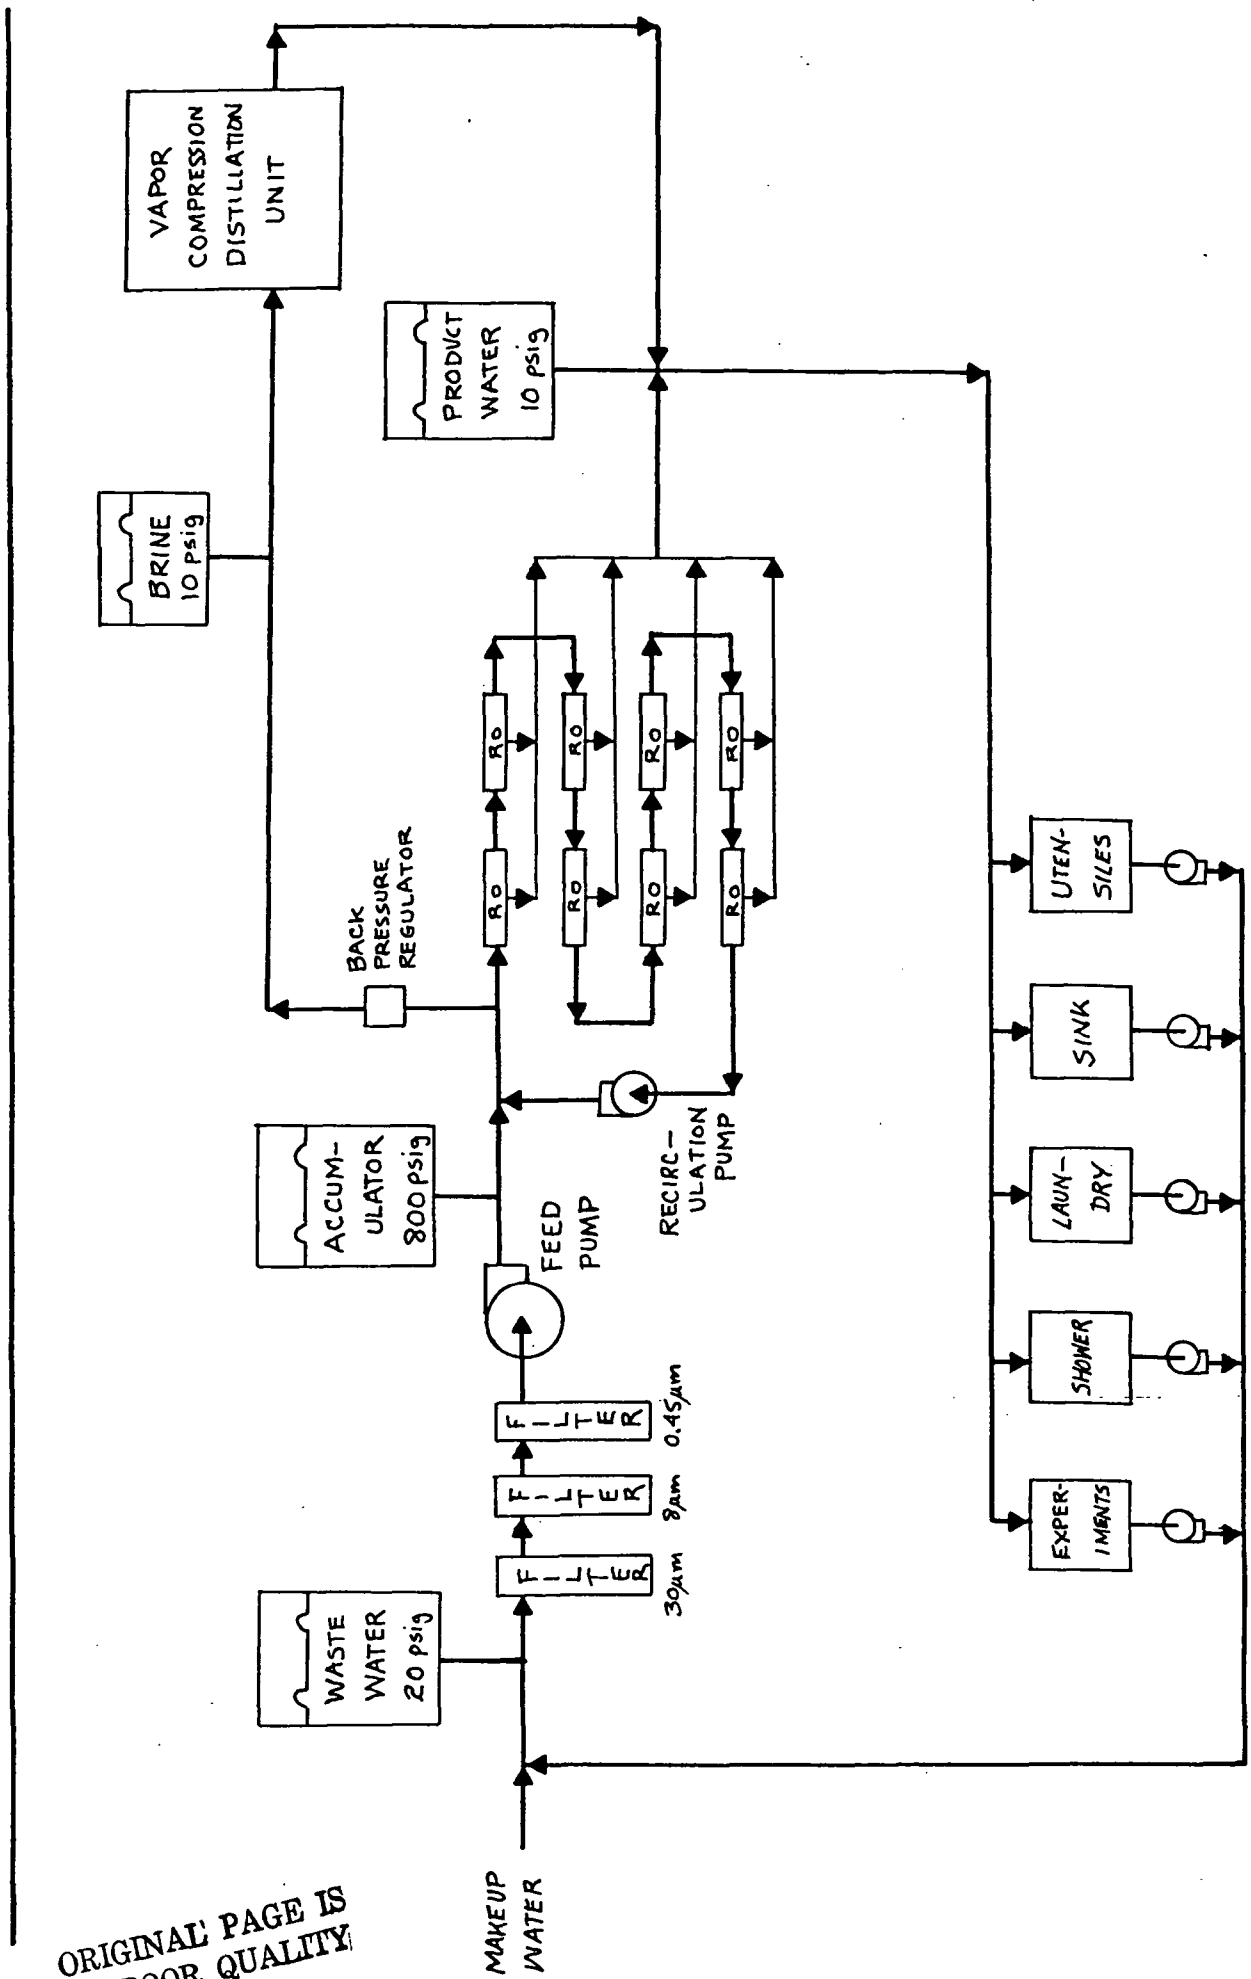 VAPOR
COMPRESSION
DISTILLATION
UNIT
BRINE
10 psig
PRODUCT
WATER
10 psig
BACK
PRESSURE
REGULATOR
ACCUM-
ULATOR
800 psig
WASTE
WATER
20 psig
MAKEUP
WATER
FILTER
30µm
FILTER
8µm
FILTER
0.45µm
FEED
PUMP
RECIRC-
ULATION
PUMP
RO
RO
RO
RO
RO
RO
RO
RO
EXPER-
IMENTS
SHOWER
LAUN-
DRY
SINK
UTEN-
SILES
ORIGINAL PAGE IS
POOR QUALITY